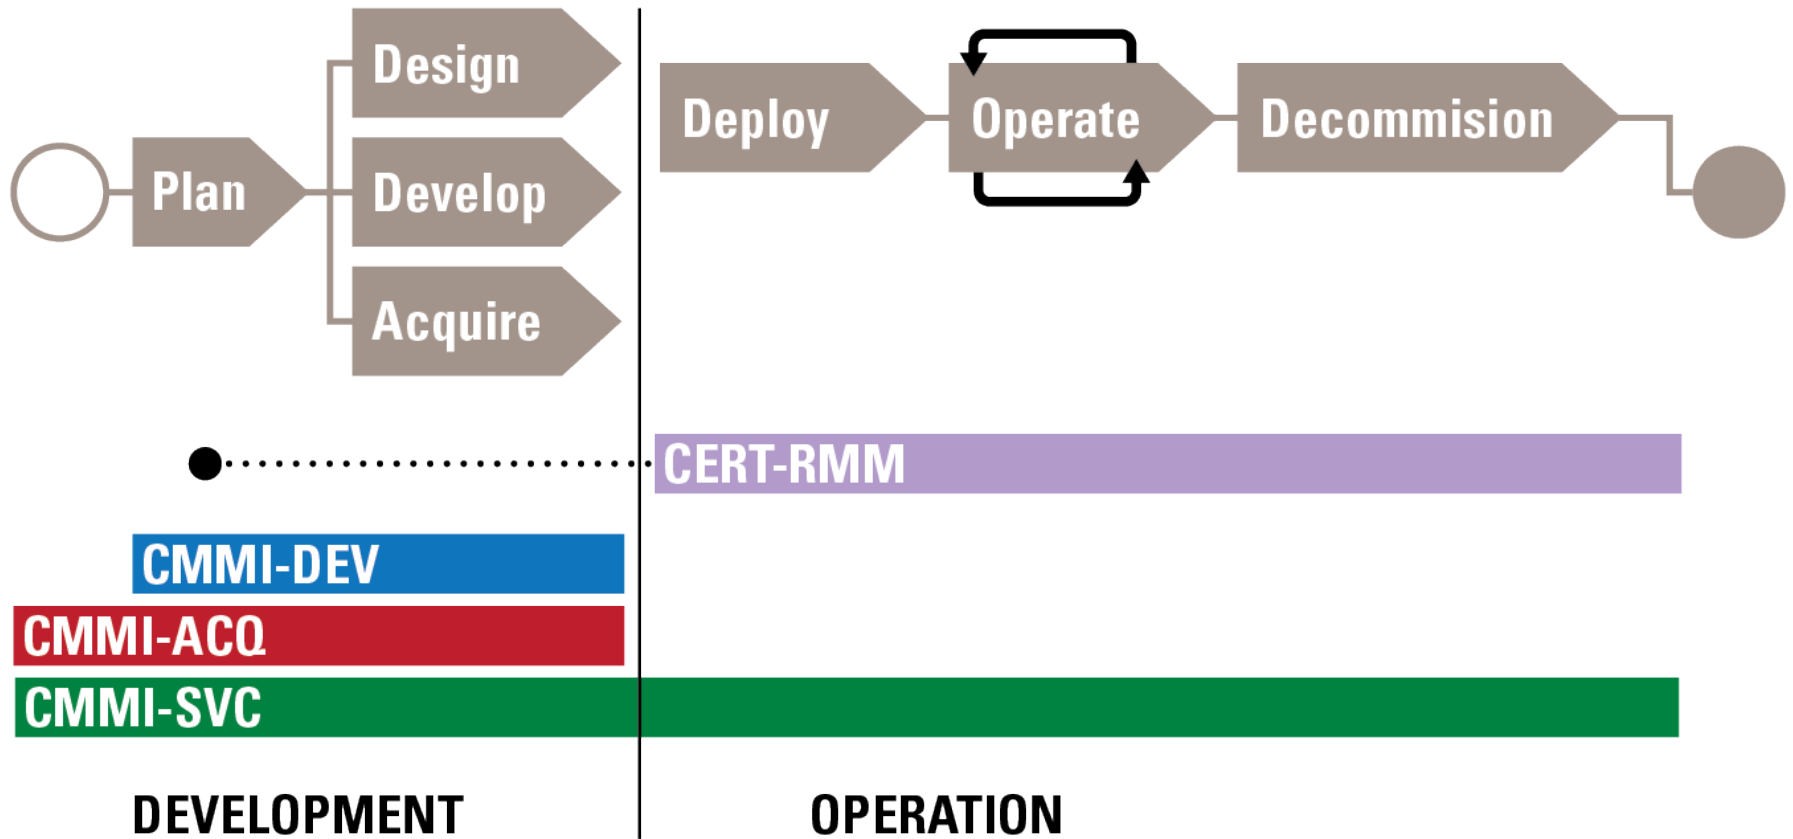 Design
Plan
Develop
Acquire
Deploy
Operate
Decommision
CERT-RMM
CMMI-DEV
CMMI-ACQ
CMMI-SVC
DEVELOPMENT
OPERATION